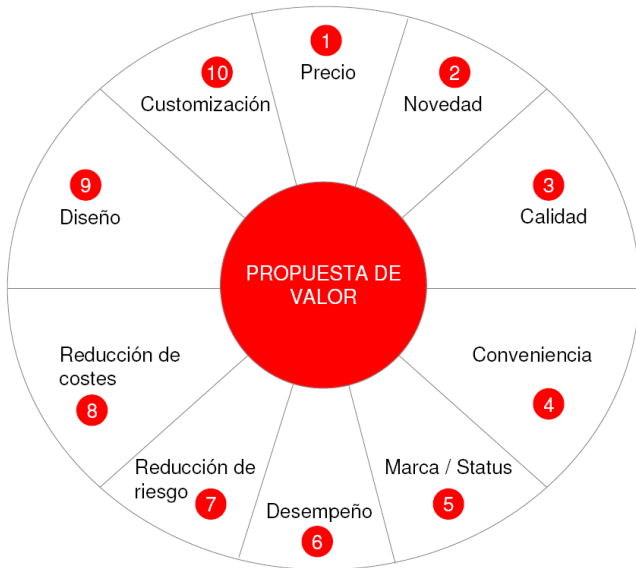 1
Precio
2
Novedad
3
Calidad
4
Conveniencia
5
Marca / Status
6
Desempeño
7
Reducción de
riesgo
8
Reducción de
costes
9
Diseño
10
Customización
PROPUESTA DE
VALOR